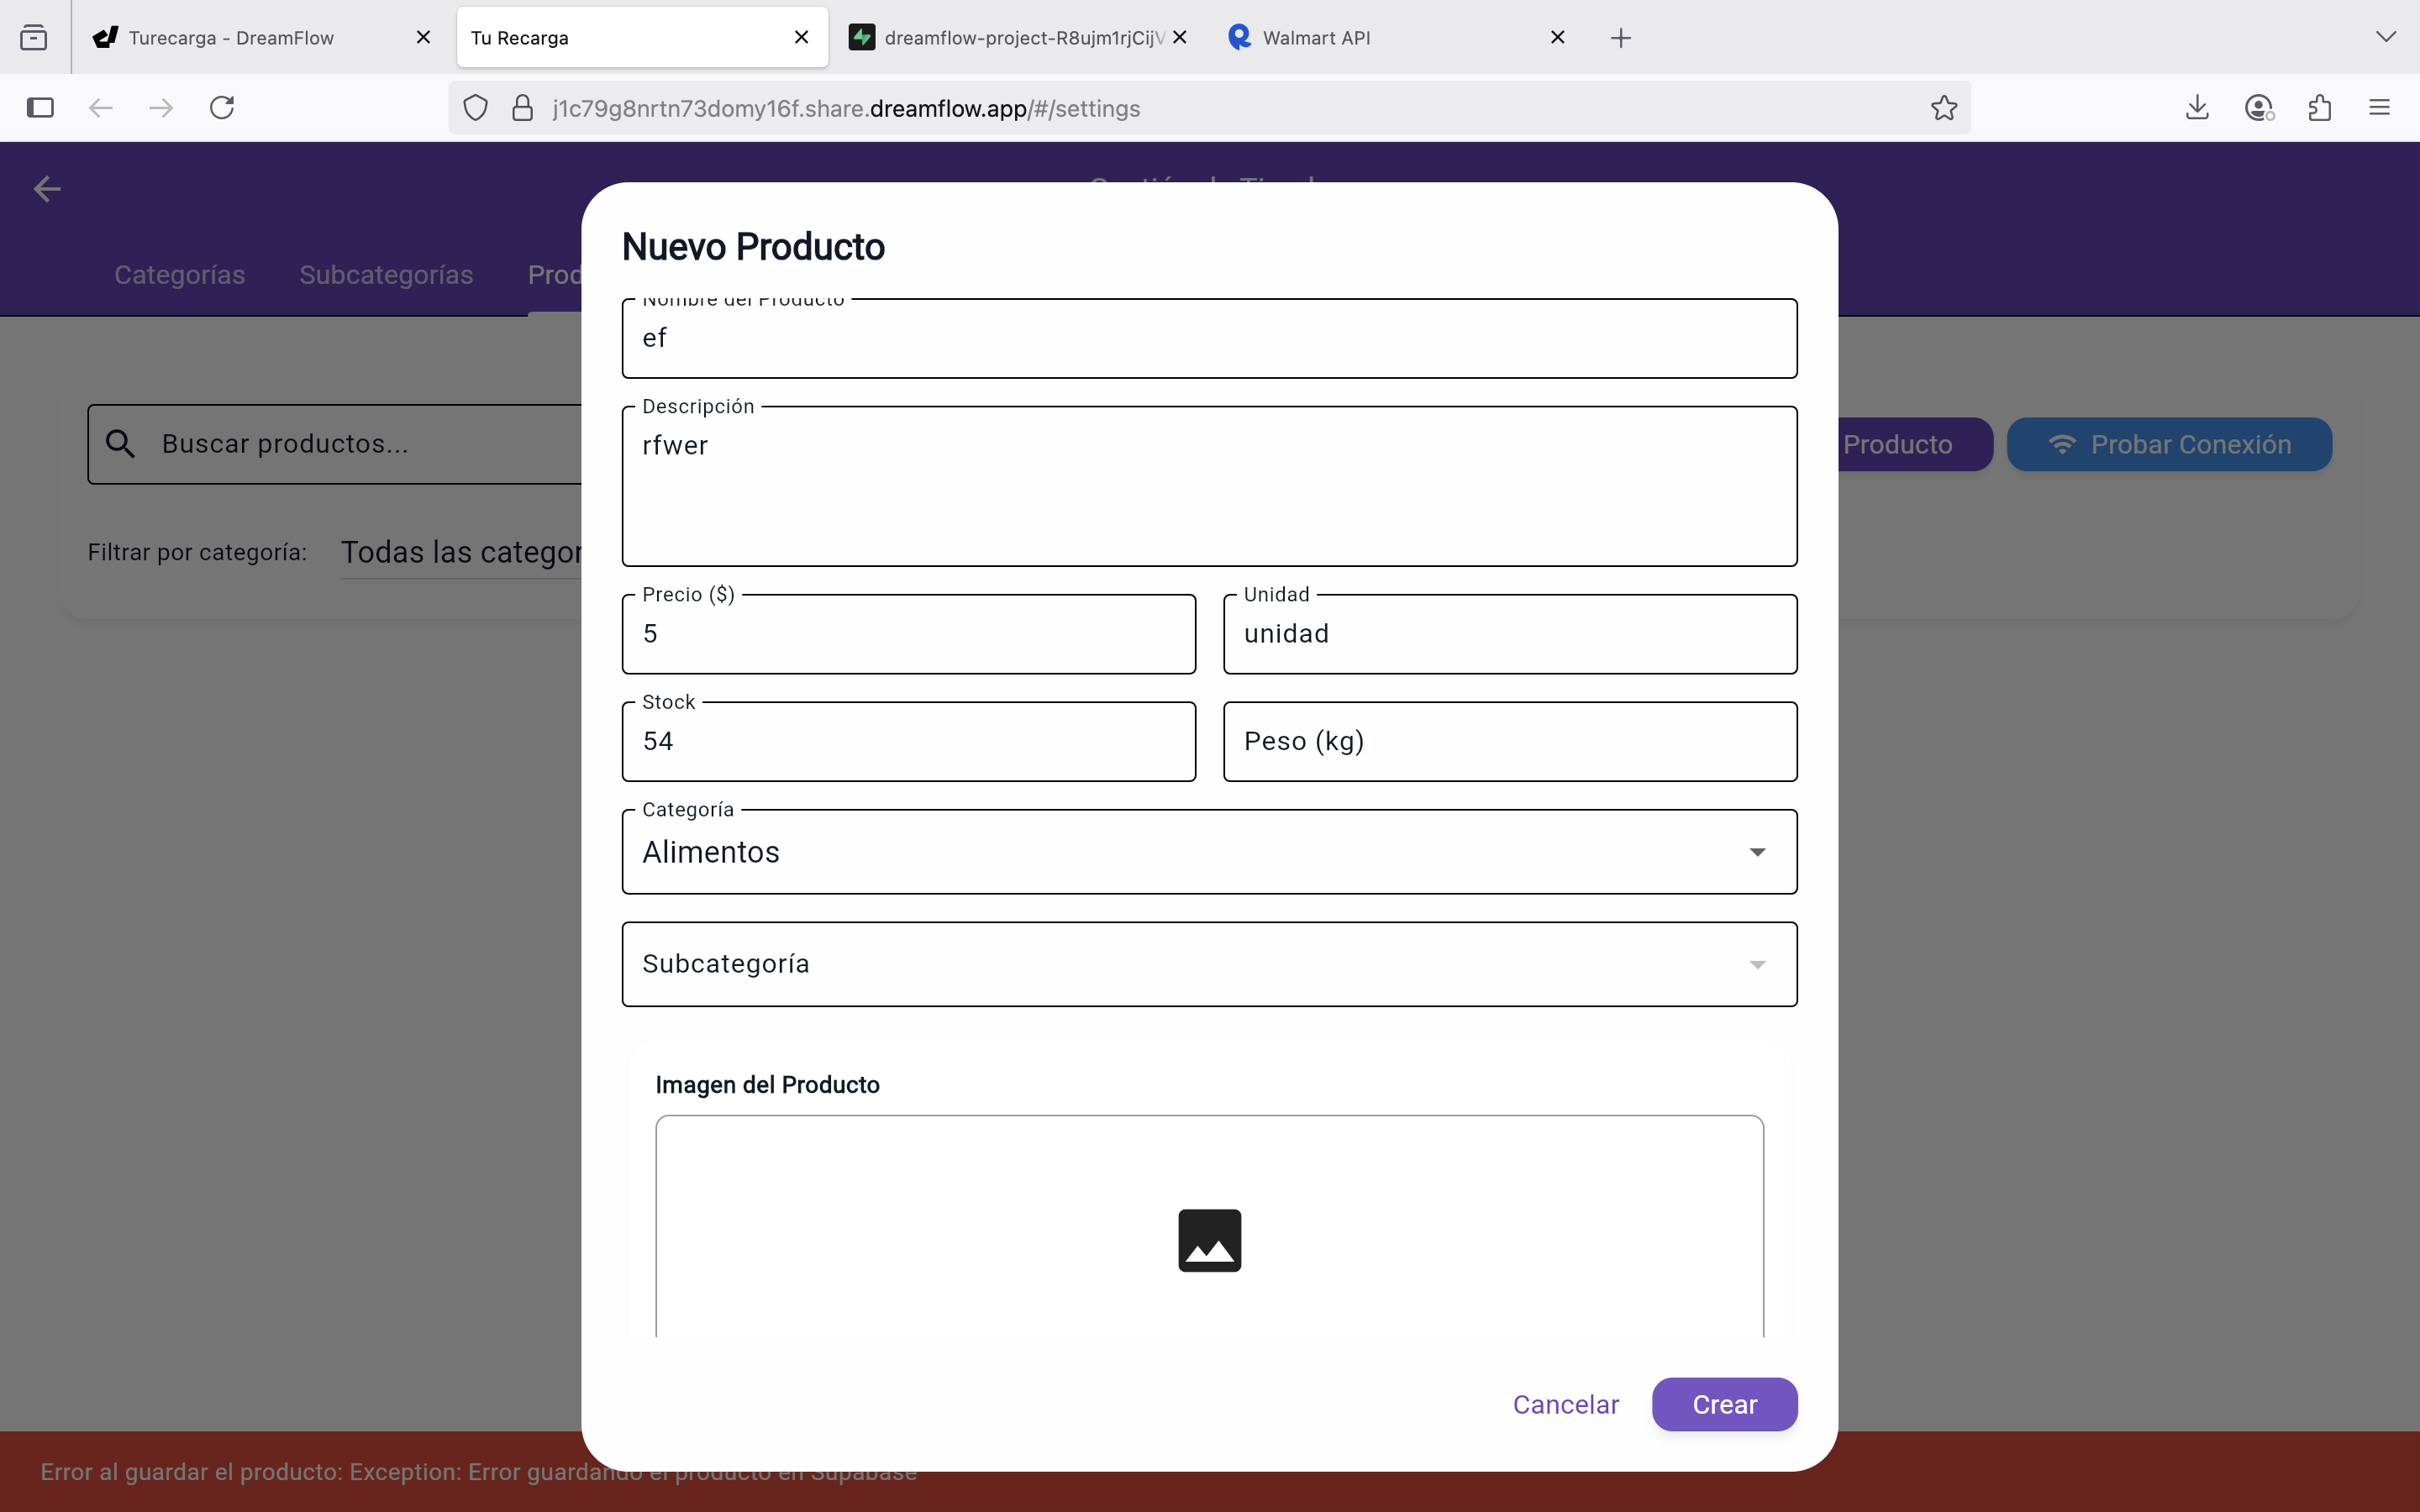 Turecarga - DreamFlow
Tu Recarga
dreamflow-project-R8ujm1rjCijV
Walmart API
j1c79g8nrtn73domy16f.share.dreamflow.app/#/settings
Nuevo Producto
Categorías
Subcategorías
Prod
Nombre del Producto
ef
Buscar productos...
Descripción
rfwer
Producto
Probar Conexión
Filtrar por categoría:
Todas las categor
Precio ($)
5
Unidad
unidad
Stock
54
Peso (kg)
Categoría
Alimentos
Subcategoría
Imagen del Producto
Cancelar
Crear
Error al guardar el producto: Exception: Error guardando el producto en Supabase